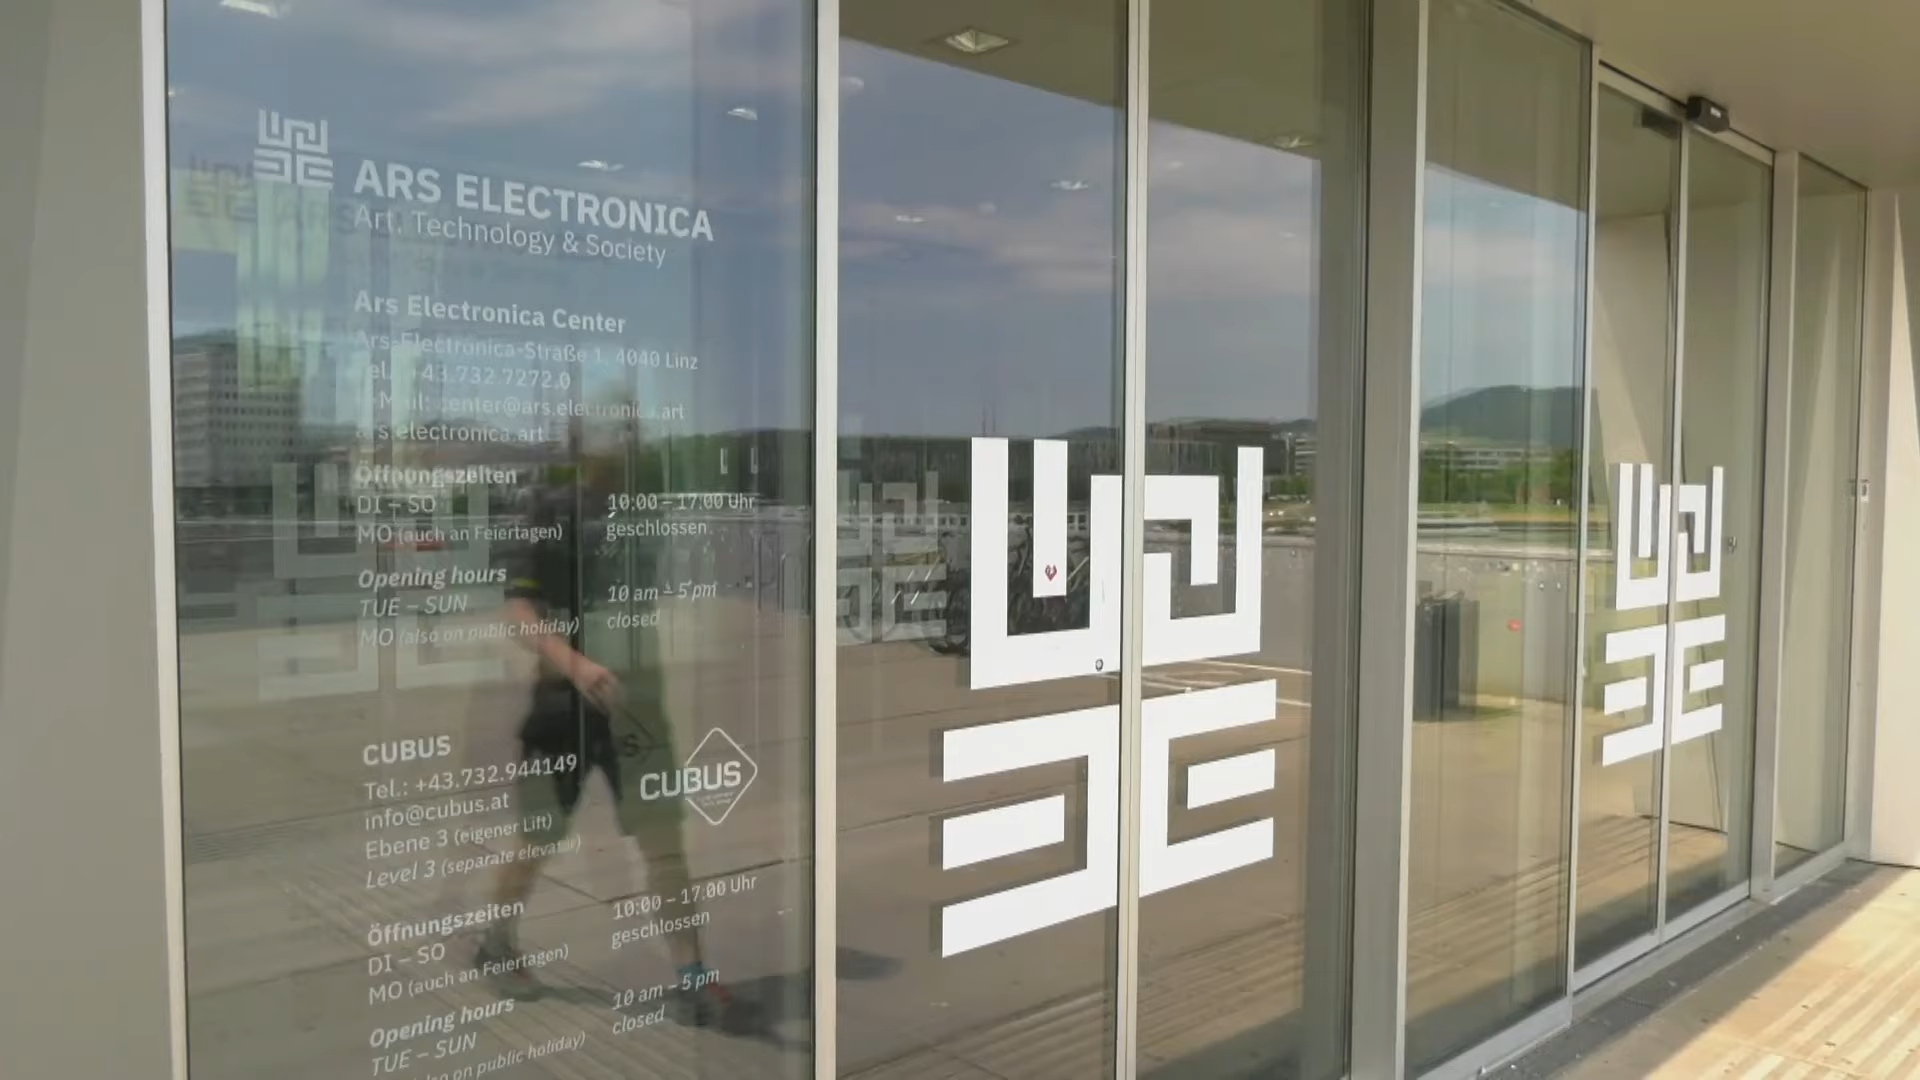 ARS ELECTRONICA
Art, Technology & Society
Ars Electronica Center
Ars-Electronica-Straße 1, 4040 Linz
Tel.: +43.732.7272.0
E-Mail: center@ars.electronica.art
ars.electronica.art
Öffnungszeiten
DI – SO 10:00 – 17:00 Uhr
MO (auch an Feiertagen) geschlossen
Opening hours
TUE – SUN 10 am – 5 pm
MO (also on public holiday) closed
CUBUS
Tel.: +43.732.944149
info@cubus.at
Ebene 3 (eigener Lift)
Level 3 (separate elevator)
CUBUS
Öffnungszeiten
DI – SO 10:00 – 17:00 Uhr
MO (auch an Feiertagen) geschlossen
Opening hours
TUE – SUN 10 am – 5 pm
also on public holiday) closed